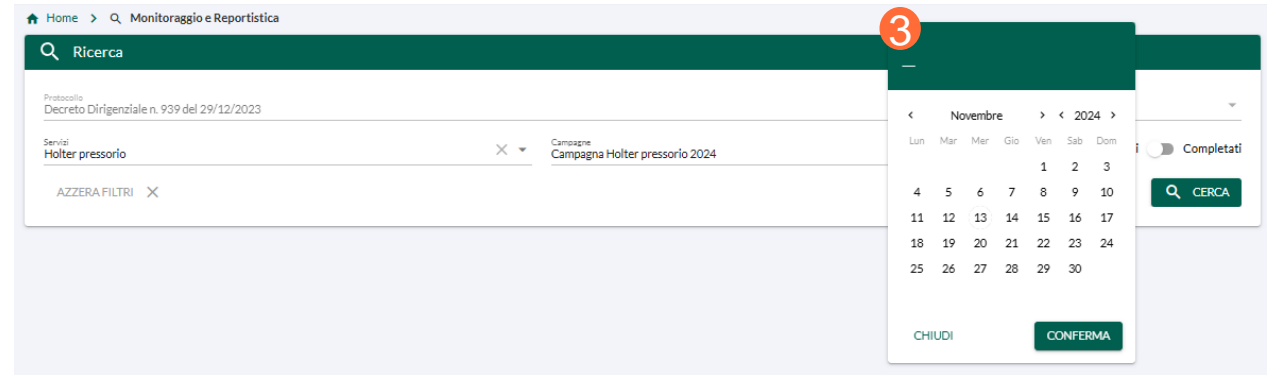 Home > Monitoraggio e Reportistica
Ricerca
Protocollo
Decreto Dirigenziale n. 939 del 29/12/2023
Servizi
Holter pressorio
Campagne
Campagna Holter pressorio 2024
i Completati
AZZERA FILTRI
CERCA
3
—
< Novembre > < 2024 >
Lun Mar Mer Gio Ven Sab Dom
1 2 3
4 5 6 7 8 9 10
11 12 13 14 15 16 17
18 19 20 21 22 23 24
25 26 27 28 29 30
CHIUDI
CONFERMA